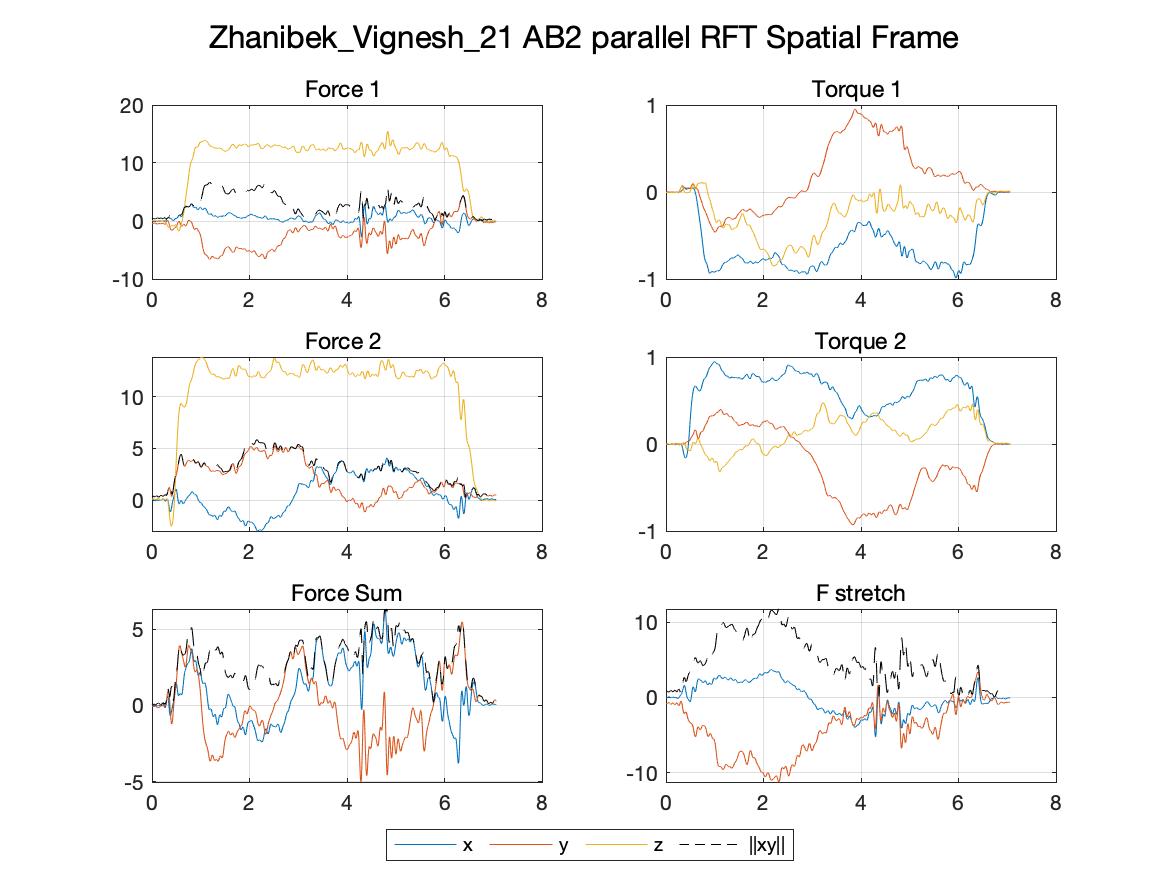 Zhanibek_Vignesh_21 AB2 parallel RFT Spatial Frame
Force 1
20
10
0
-10
0 2 4 6 8
Torque 1
1
0
-1
0 2 4 6 8
Force 2
10
5
0
0 2 4 6 8
Torque 2
1
0
-1
0 2 4 6 8
Force Sum
5
0
-5
0 2 4 6 8
F stretch
10
0
-10
0 2 4 6 8
x y z ||xy||